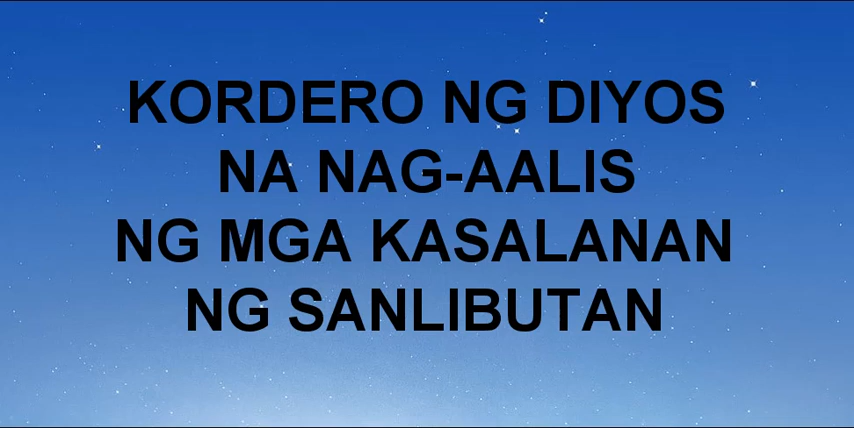 KORDERO NG DIYOS
NA NAG-AALIS
NG MGA KASALANAN
NG SANLIBUTAN